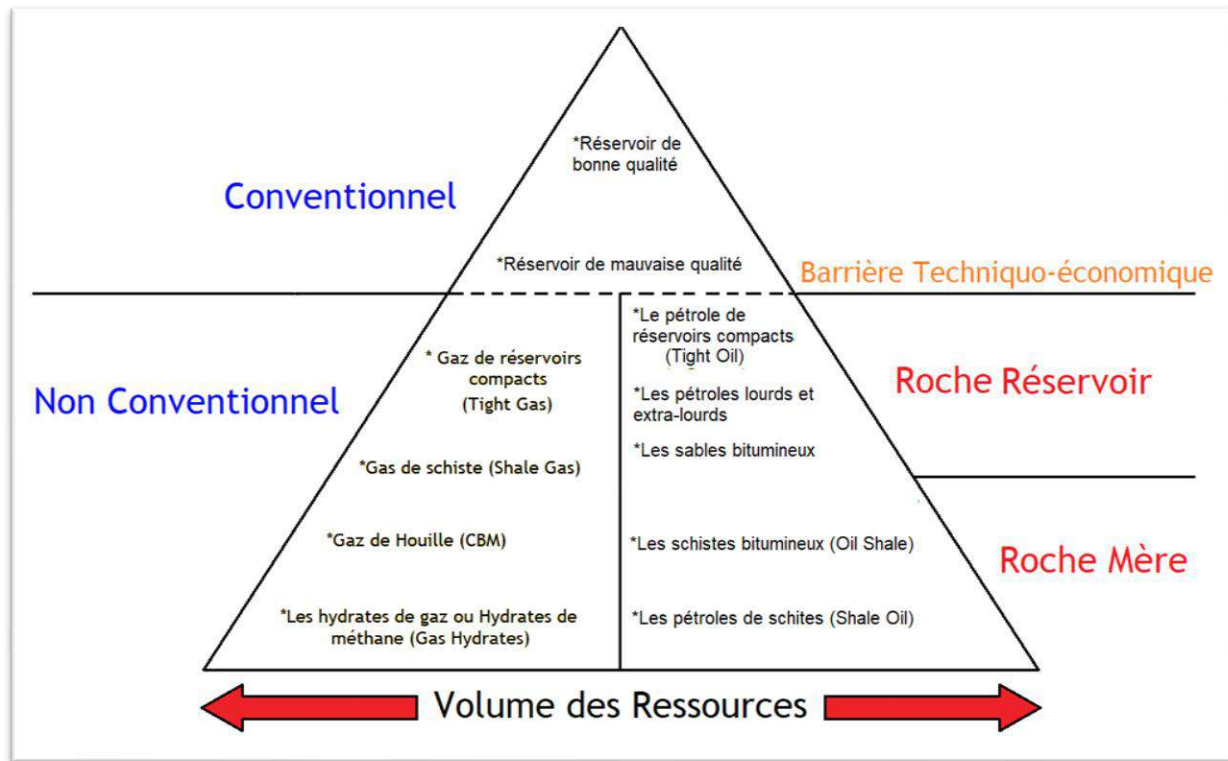 *Réservoir de
bonne qualité
Conventionnel
*Réservoir de mauvaise qualité
Barrière Techniquo-économique
*Le pétrole de
réservoirs compacts
(Tight Oil)
* Gaz de réservoirs
compacts
(Tight Gas)
Non Conventionnel
Roche Réservoir
*Les pétroles lourds et
extra-lourds
*Les sables bitumineux
*Gas de schiste (Shale Gas)
*Gaz de Houille (CBM)
*Les schistes bitumineux (Oil Shale)
Roche Mère
*Les hydrates de gaz ou Hydrates de
méthane (Gas Hydrates)
*Les pétroles de schites (Shale Oil)
Volume des Ressources